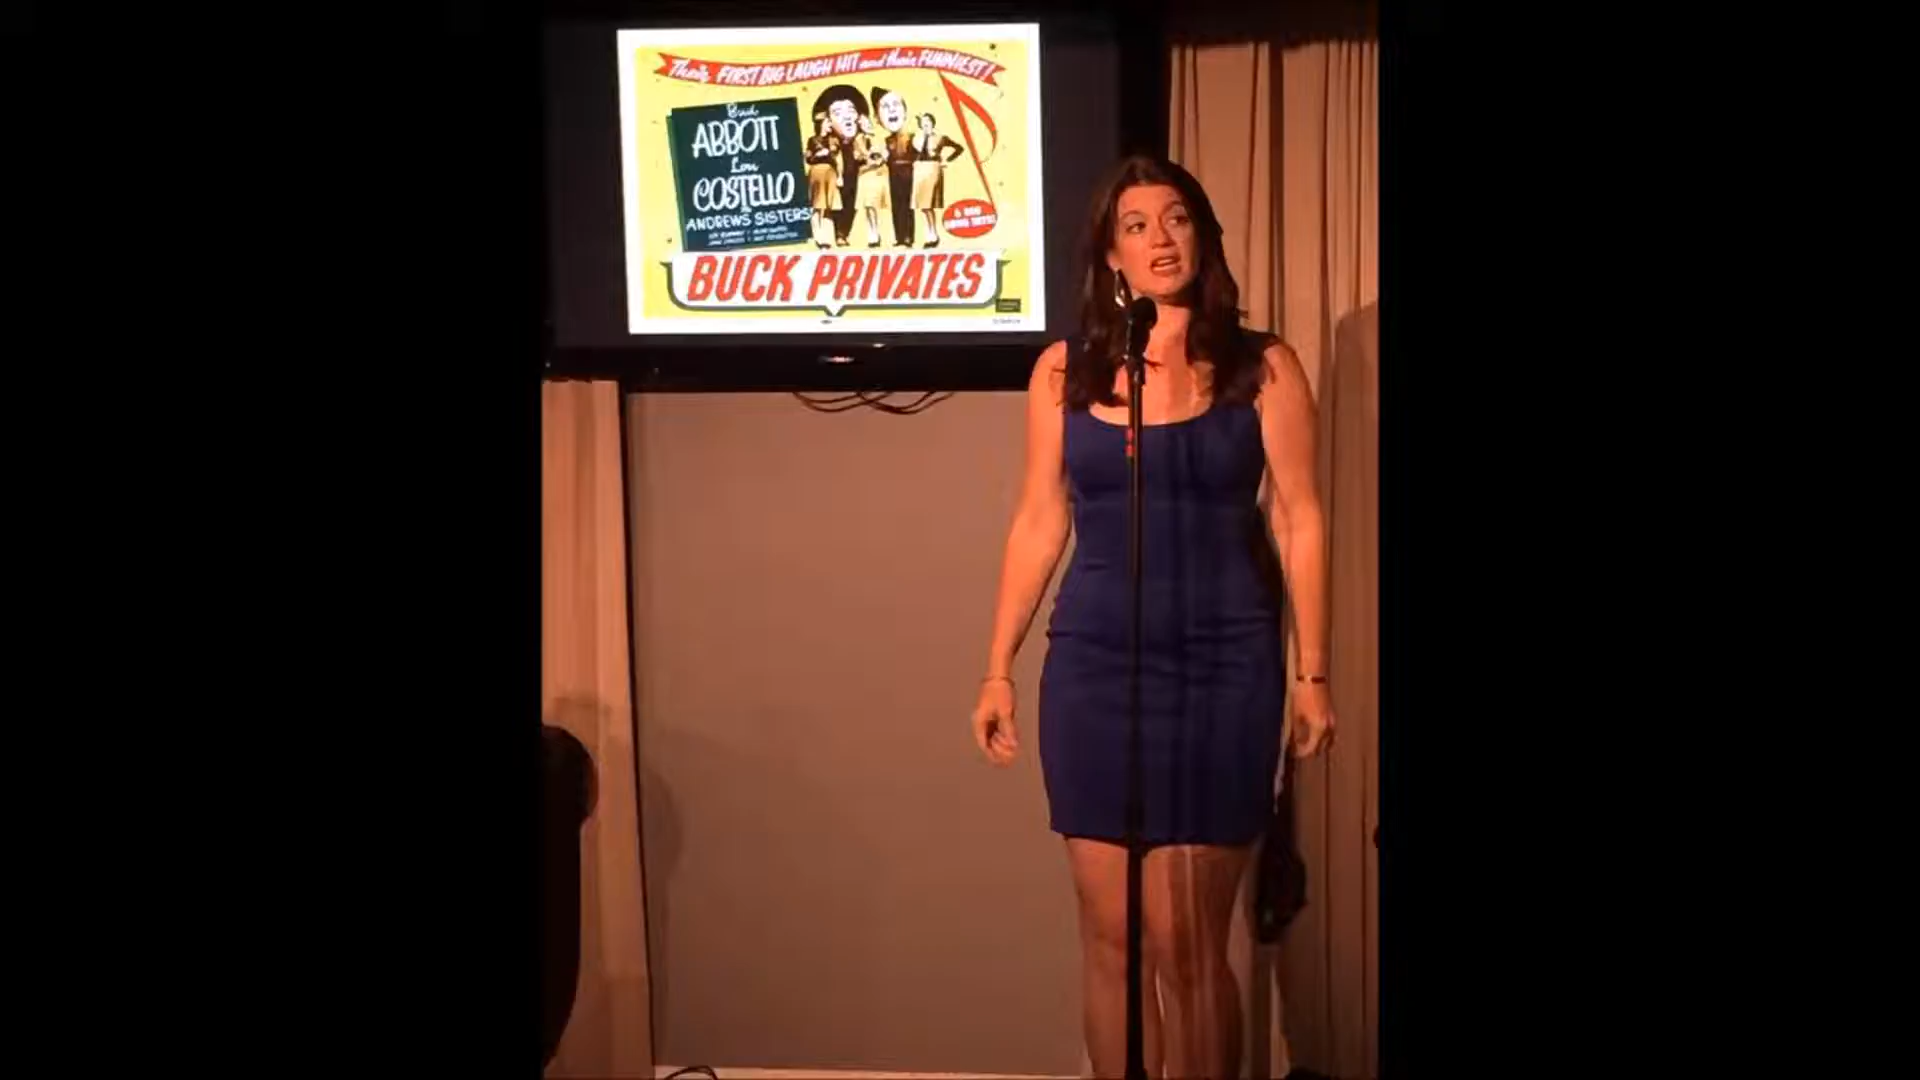 Their FIRST BIG LAUGH HIT and their FUNNIEST!
Bud
ABBOTT
Lou
COSTELLO
ANDREWS SISTERS
BUCK PRIVATES